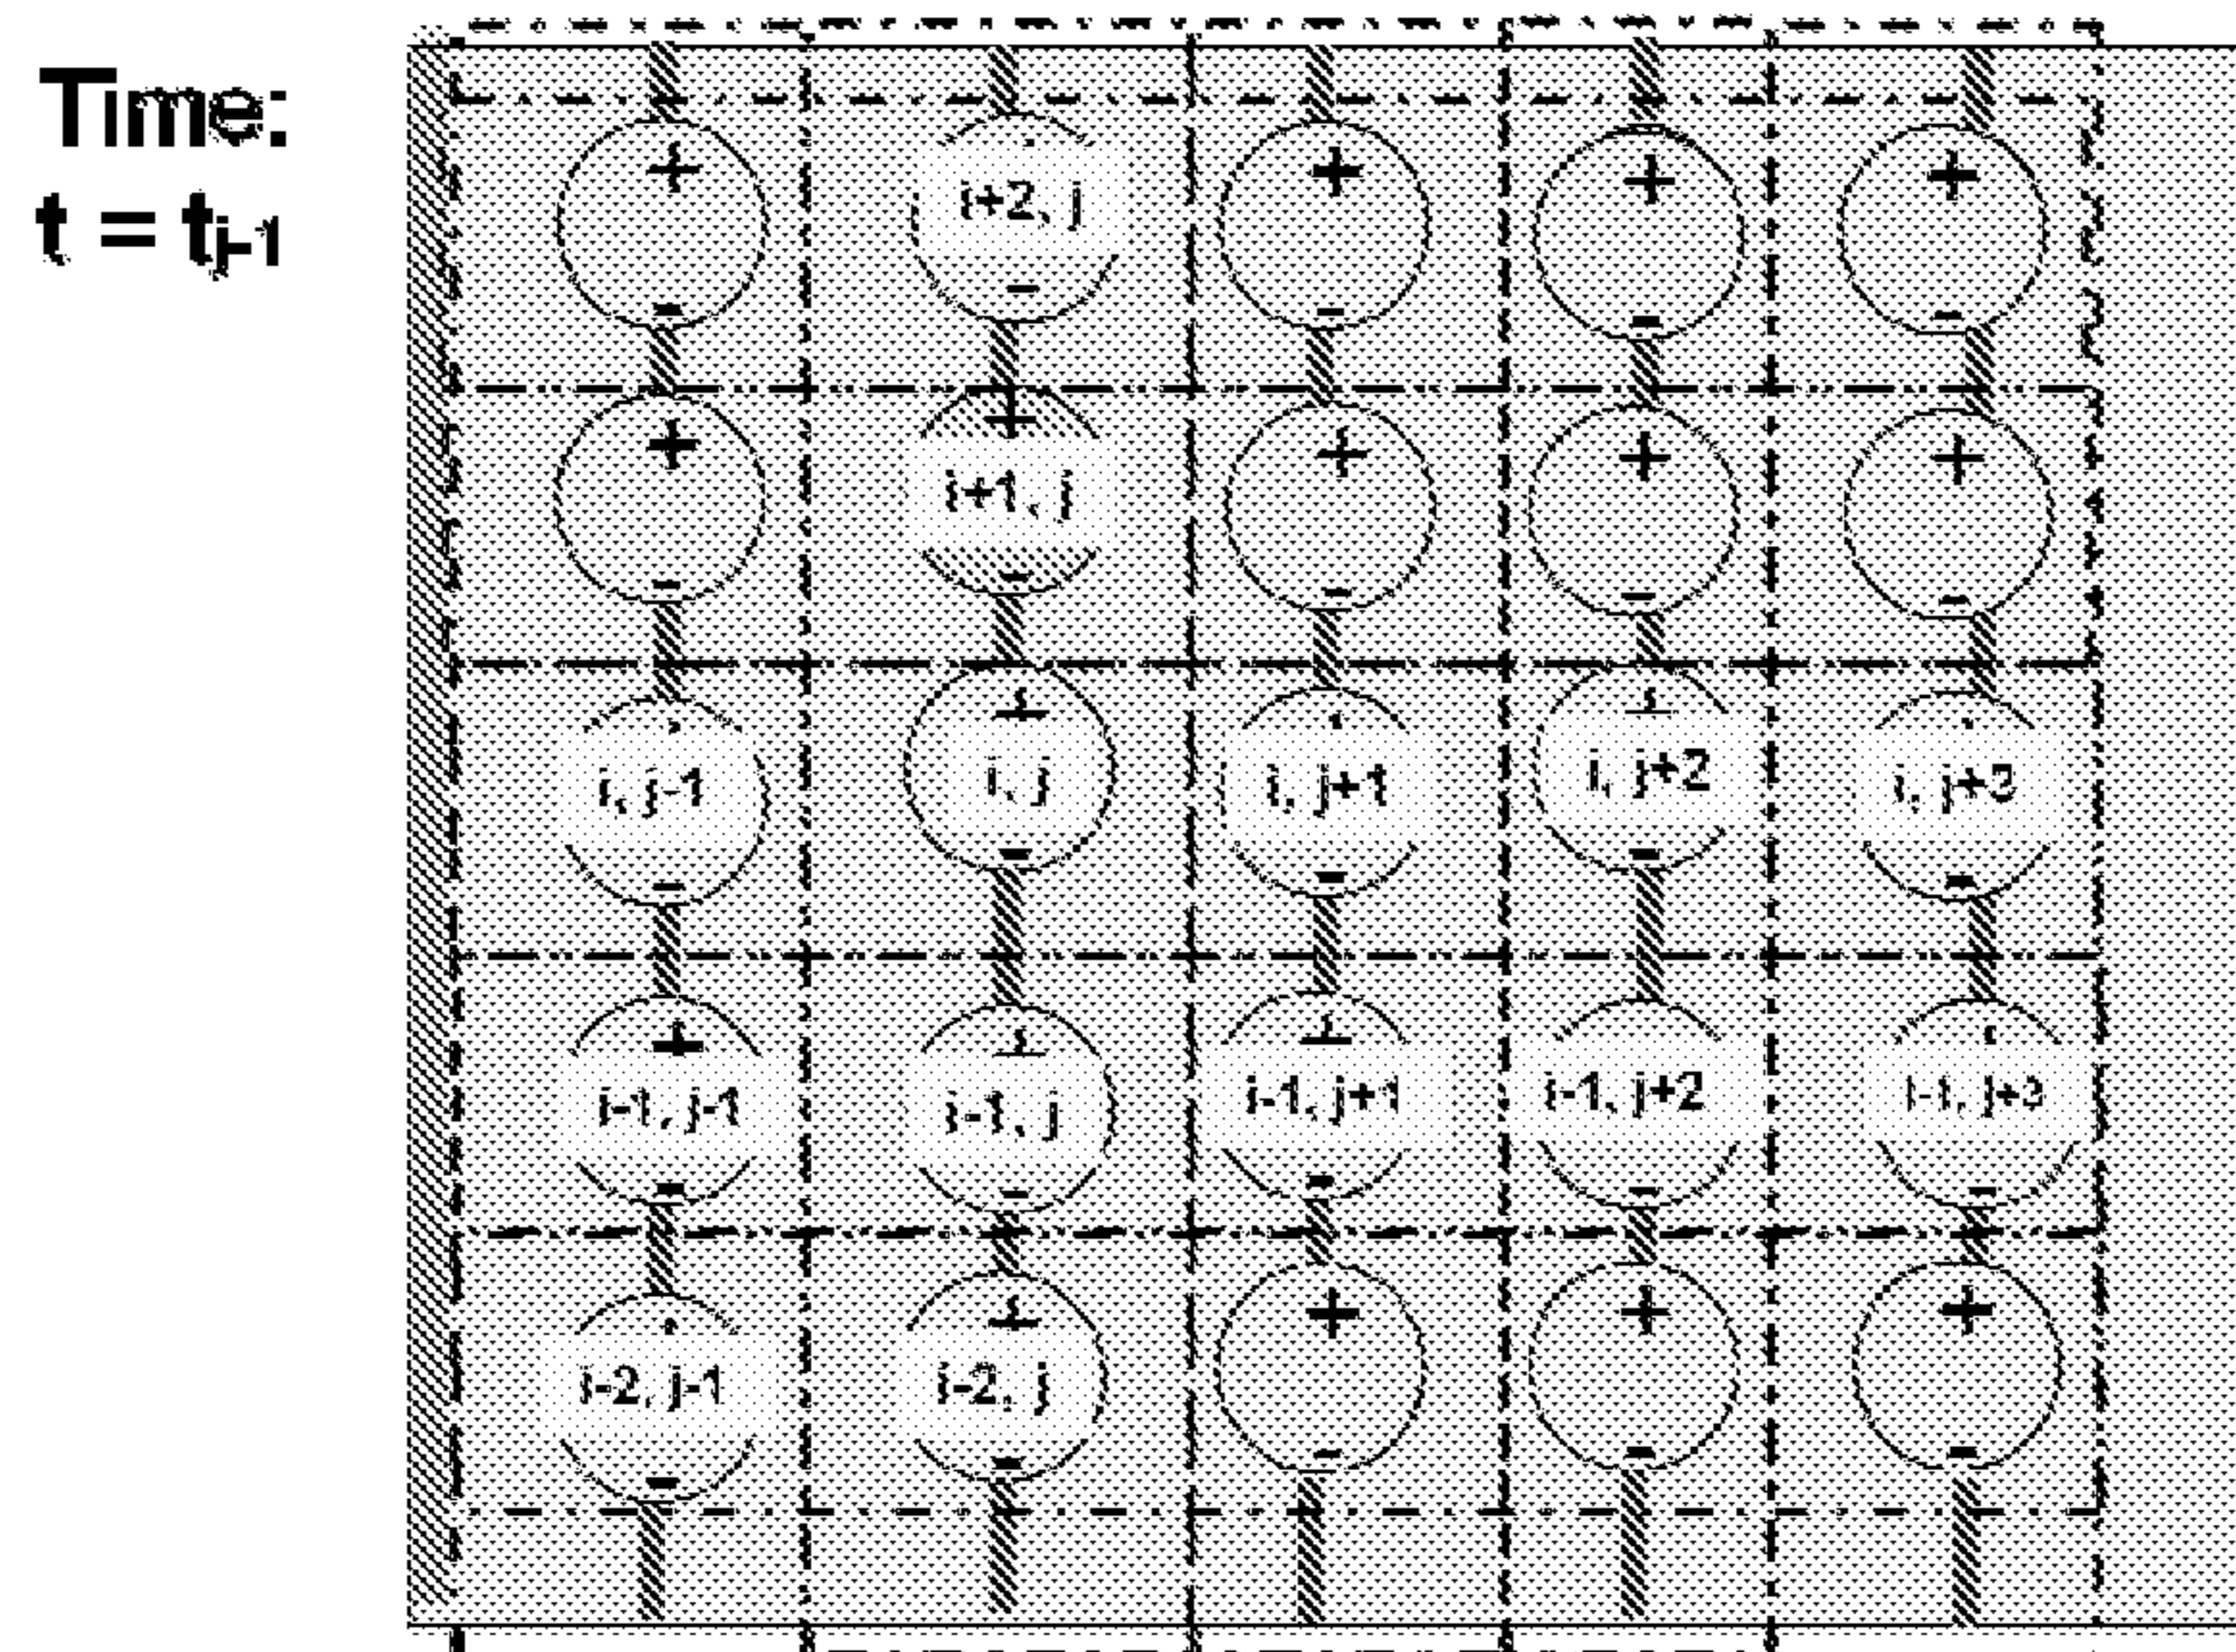 Time:
t = tj-1
+ + + +
i+2, j
- - - - -
+ + + + +
i+1, j
- - - - -
+ +
i, j-1 i, j i, j+1 i, j+2 i, j+3
- - - - -
+ + +
i-1, j-1 i-1, j i-1, j+1 i-1, j+2 i-1, j+3
- - - - -
+ + + +
i-2, j-1 i-2, j
- - - - -